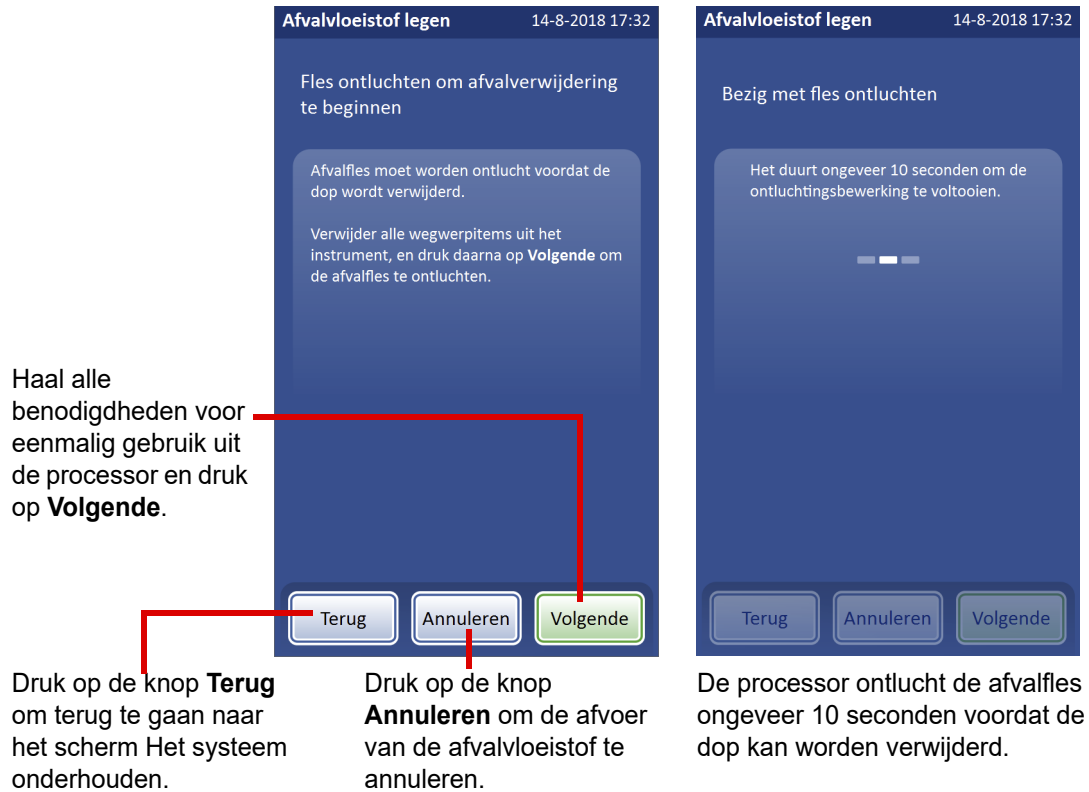 Afvalvloeistof legen 14-8-2018 17:32
Fles ontluchten om afvalverwijdering
te beginnen
Afvalfles moet worden ontlucht voordat de
dop wordt verwijderd.
Verwijder alle wegwerpitems uit het
instrument, en druk daarna op Volgende om
de afvalfles te ontluchten.
Terug Annuleren Volgende
Afvalvloeistof legen 14-8-2018 17:32
Bezig met fles ontluchten
Het duurt ongeveer 10 seconden om de
ontluchtingsbewerking te voltooien.
Terug Annuleren Volgende
Haal alle
benodigdheden voor
eenmalig gebruik uit
de processor en druk
op Volgende.
Druk op de knop Terug
om terug te gaan naar
het scherm Het systeem
onderhouden.
Druk op de knop
Annuleren om de afvoer
van de afvalvloeistof te
annuleren.
De processor ontlucht de afvalfles
ongeveer 10 seconden voordat de
dop kan worden verwijderd.